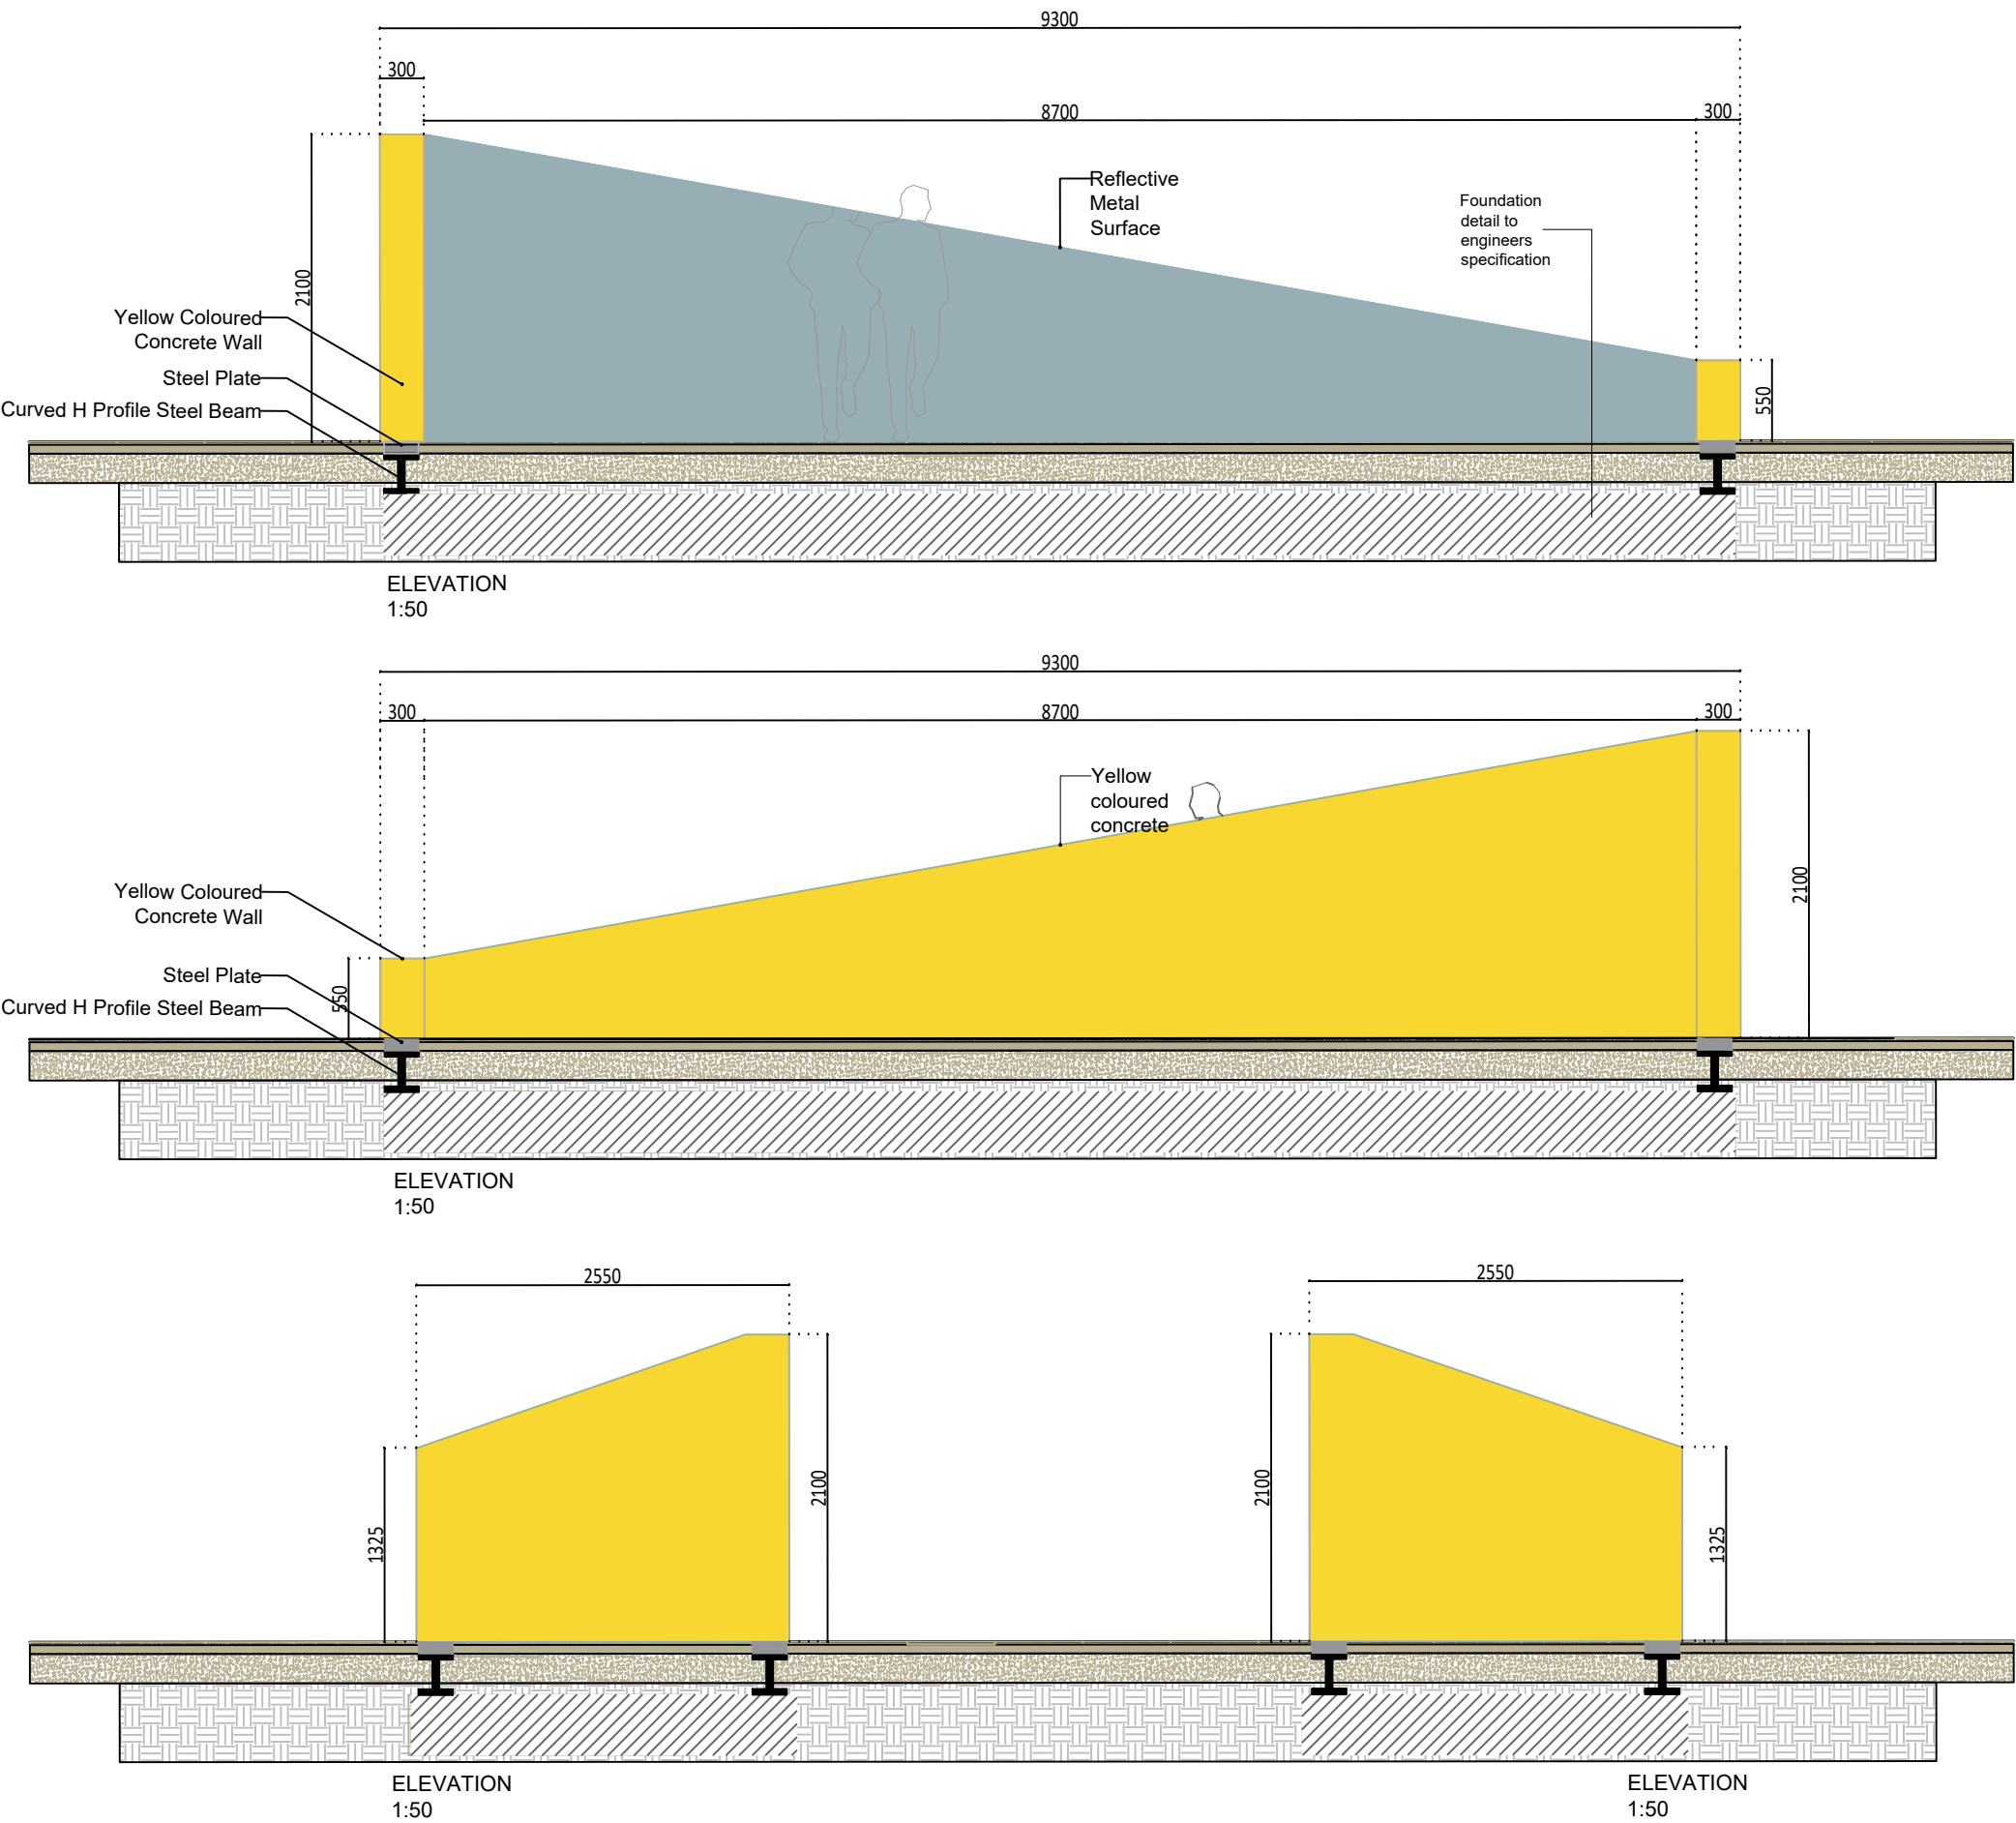 9300
300
8700
300
Reflective
Metal
Surface
Foundation
detail to
engineers
specification
2100
Yellow Coloured
Concrete Wall
Steel Plate
Curved H Profile Steel Beam
550
ELEVATION
1:50
9300
300
8700
300
Yellow
coloured
concrete
2100
Yellow Coloured
Concrete Wall
Steel Plate
550
Curved H Profile Steel Beam
ELEVATION
1:50
2550
2550
2100
2100
1325
1325
ELEVATION
1:50
ELEVATION
1:50